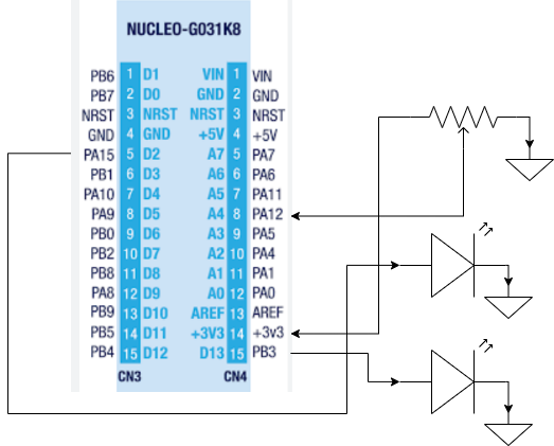 NUCLEO-G031K8
PB6 1 D1 VIN 1 VIN
PB7 2 D0 GND 2 GND
NRST 3 NRST NRST 3 NRST
GND 4 GND +5V 4 +5V
PA15 5 D2 A7 5 PA7
PB1 6 D3 A6 6 PA6
PA10 7 D4 A5 7 PA11
PA9 8 D5 A4 8 PA12
PB0 9 D6 A3 9 PA5
PB2 10 D7 A2 10 PA4
PB8 11 D8 A1 11 PA1
PA8 12 D9 A0 12 PA0
PB9 13 D10 AREF 13 AREF
PB5 14 D11 +3V3 14 +3v3
PB4 15 D12 D13 15 PB3
CN3 CN4